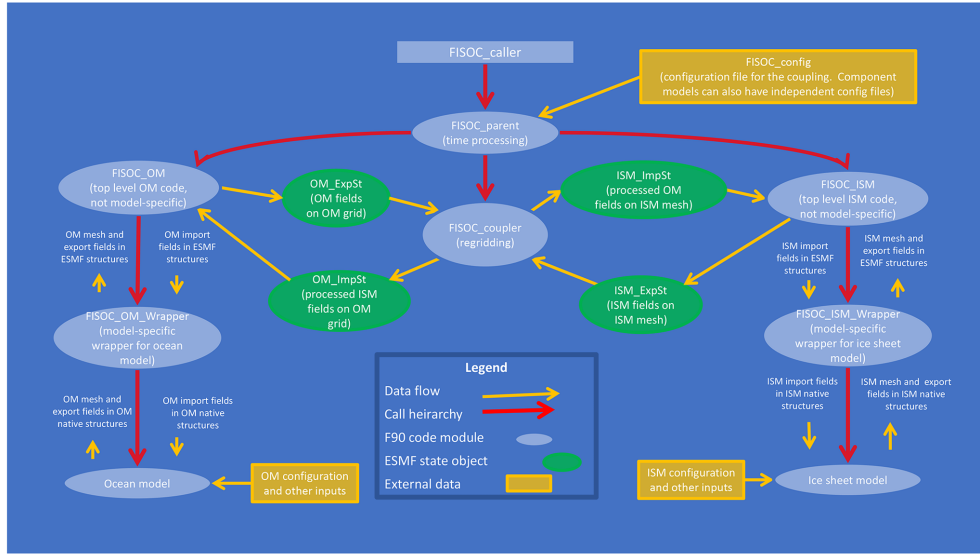 FISOC_caller
FISOC_config
(configuration file for the coupling. Component
models can also have independent config files)
FISOC_parent
(time processing)
FISOC_OM
(top level OM code,
not model-specific)
OM_ExpSt
(OM fields
on OM grid)
ISM_ImpSt
(processed OM
fields on ISM mesh)
FISOC_ISM
(top level ISM code,
not model-specific)
FISOC_coupler
(regridding)
OM mesh and
export fields in
ESMF structures
OM import
fields in ESMF
structures
OM_ImpSt
(processed ISM
fields on OM
grid)
ISM_ExpSt
(ISM fields on
ISM mesh)
ISM import
fields in ESMF
structures
ISM mesh and
export fields in
ESMF structures
FISOC_OM_Wrapper
(model-specific
wrapper for ocean
model)
FISOC_ISM_Wrapper
(model-specific
wrapper for ice sheet
model)
Legend
Data flow
Call heirarchy
F90 code module
ESMF state object
External data
OM mesh and
export fields in OM
native structures
OM import fields
in OM native
structures
ISM import fields
in ISM native
structures
ISM mesh and export
fields in ISM native
structures
Ocean model
OM configuration
and other inputs
ISM configuration
and other inputs
Ice sheet model